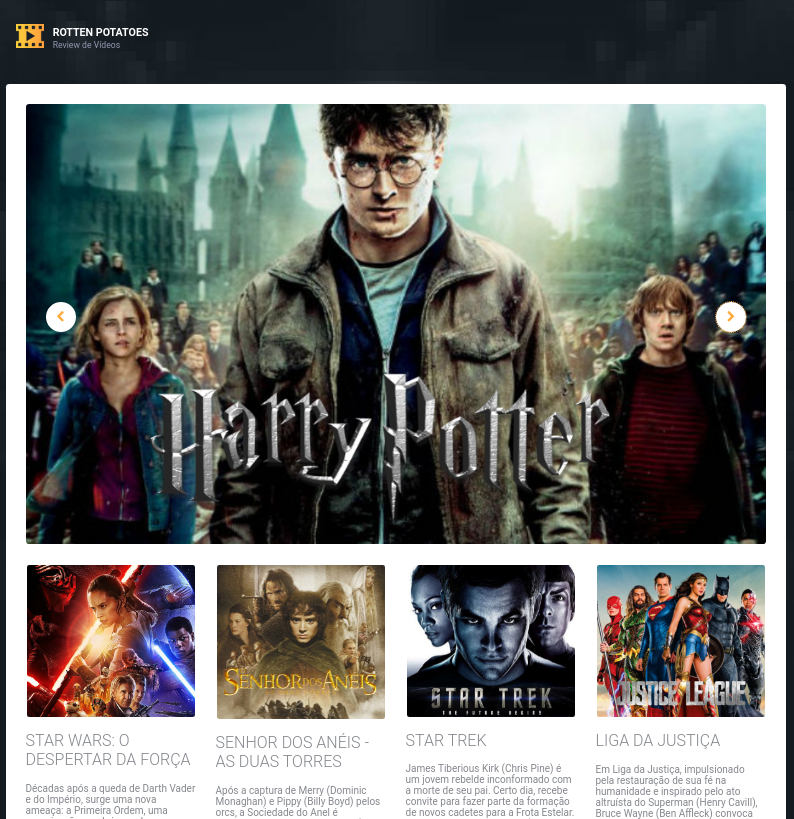 ROTTEN POTATOES
Review de Vídeos
Harry Potter
SENHOR DOS ANÉIS
STAR TREK
THE FUTURE BEGINS
JUSTICE LEAGUE
STAR WARS: O
DESPERTAR DA FORÇA
Décadas após a queda de Darth Vader
e do Império, surge uma nova
ameaça: a Primeira Ordem, uma
SENHOR DOS ANÉIS -
AS DUAS TORRES
Após a captura de Merry (Dominic
Monaghan) e Pippy (Billy Boyd) pelos
orcs, a Sociedade do Anel é
STAR TREK
James Tiberious Kirk (Chris Pine) é
um jovem rebelde inconformado com
a morte de seu pai. Certo dia, recebe
convite para fazer parte da formação
de novos cadetes para a Frota Estelar.
LIGA DA JUSTIÇA
Em Liga da Justiça, impulsionado
pela restauração de sua fé na
humanidade e inspirado pelo ato
altruísta do Superman (Henry Cavill),
Bruce Wayne (Ben Affleck) convoca